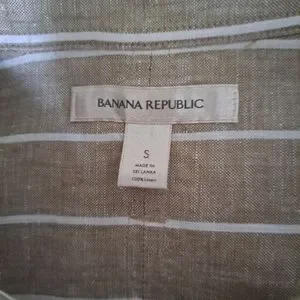 BANANA REPUBLIC
S
MADE IN
SRI LANKA
100% Linen